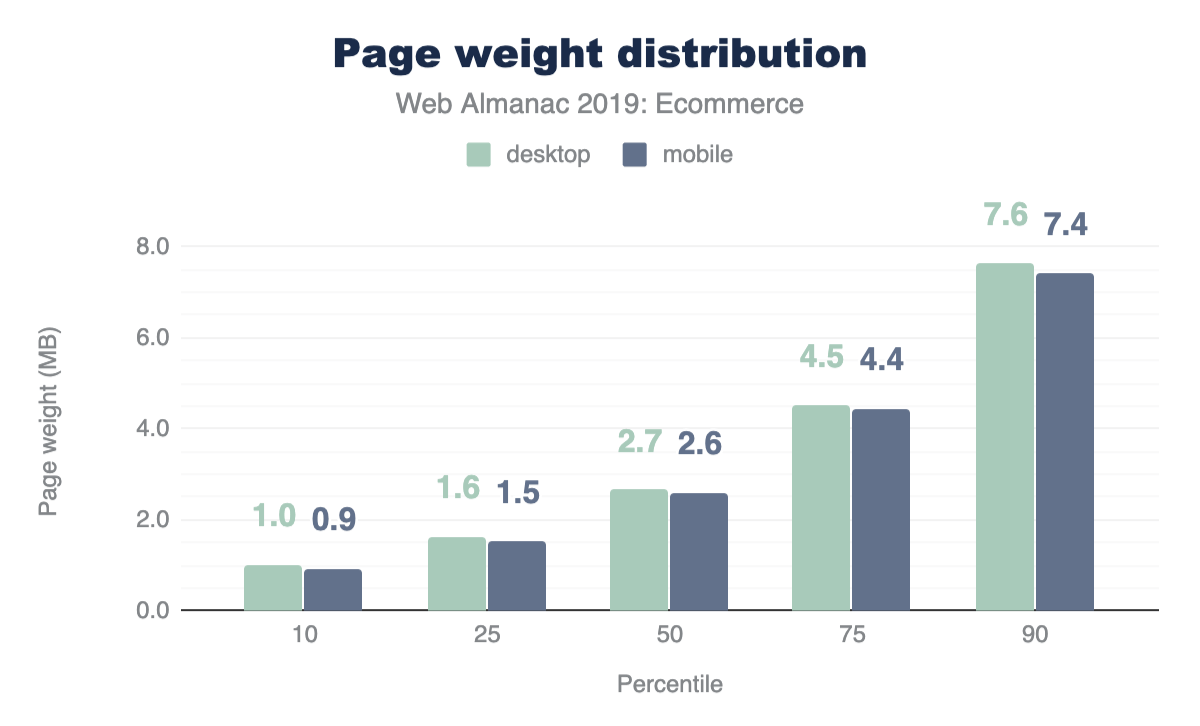 Page weight distribution
Web Almanac 2019: Ecommerce
desktop mobile
7.6 7.4
8.0
6.0
4.5 4.4
4.0
2.7 2.6
1.6 1.5
1.0 0.9
2.0
0.0
10 25 50 75 90
Percentile
Page weight (MB)